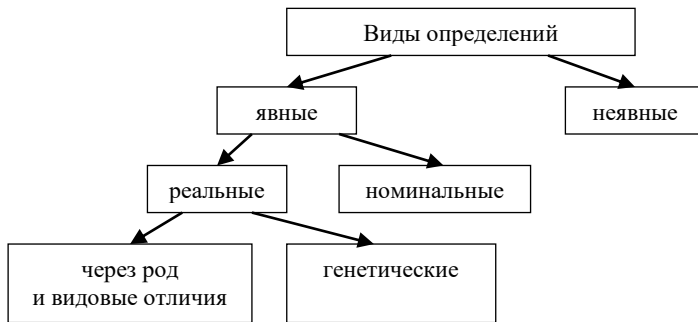 Виды определений
явные
неявные
реальные
номинальные
через род
и видовые отличия
генетические